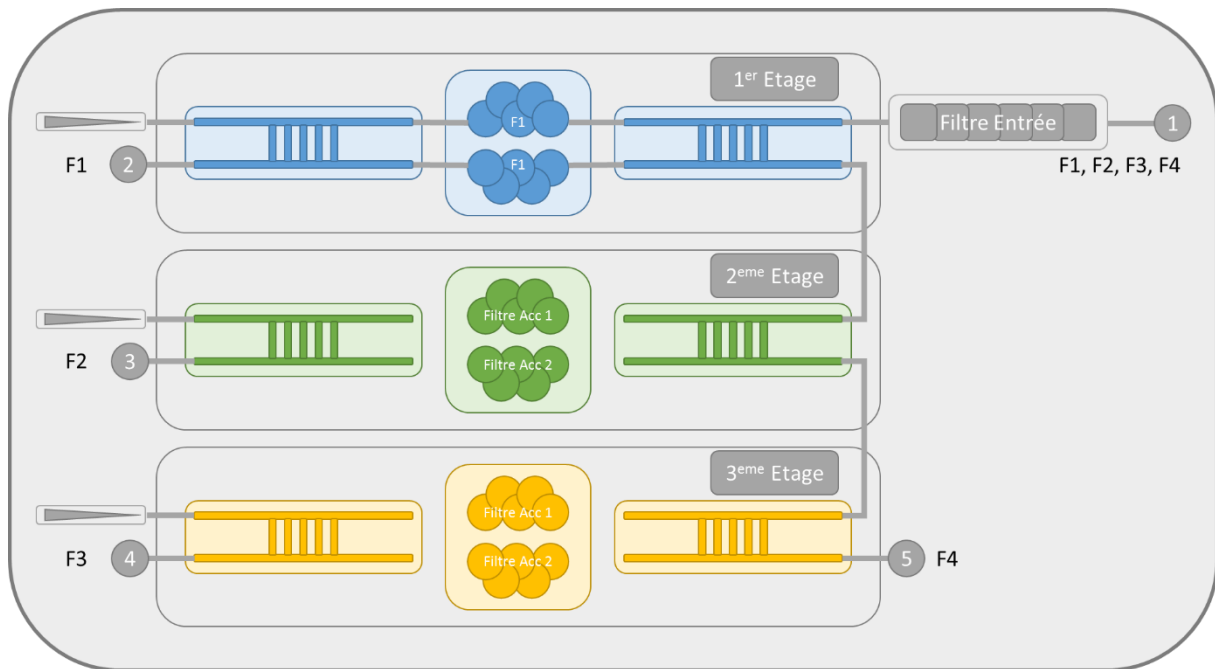 1er Etage
F1
F1
Filtre Entrée
1
F1
2
F1, F2, F3, F4
2eme Etage
Filtre Acc 1
F2
3
Filtre Acc 2
3eme Etage
Filtre Acc 1
F3
4
Filtre Acc 2
5
F4